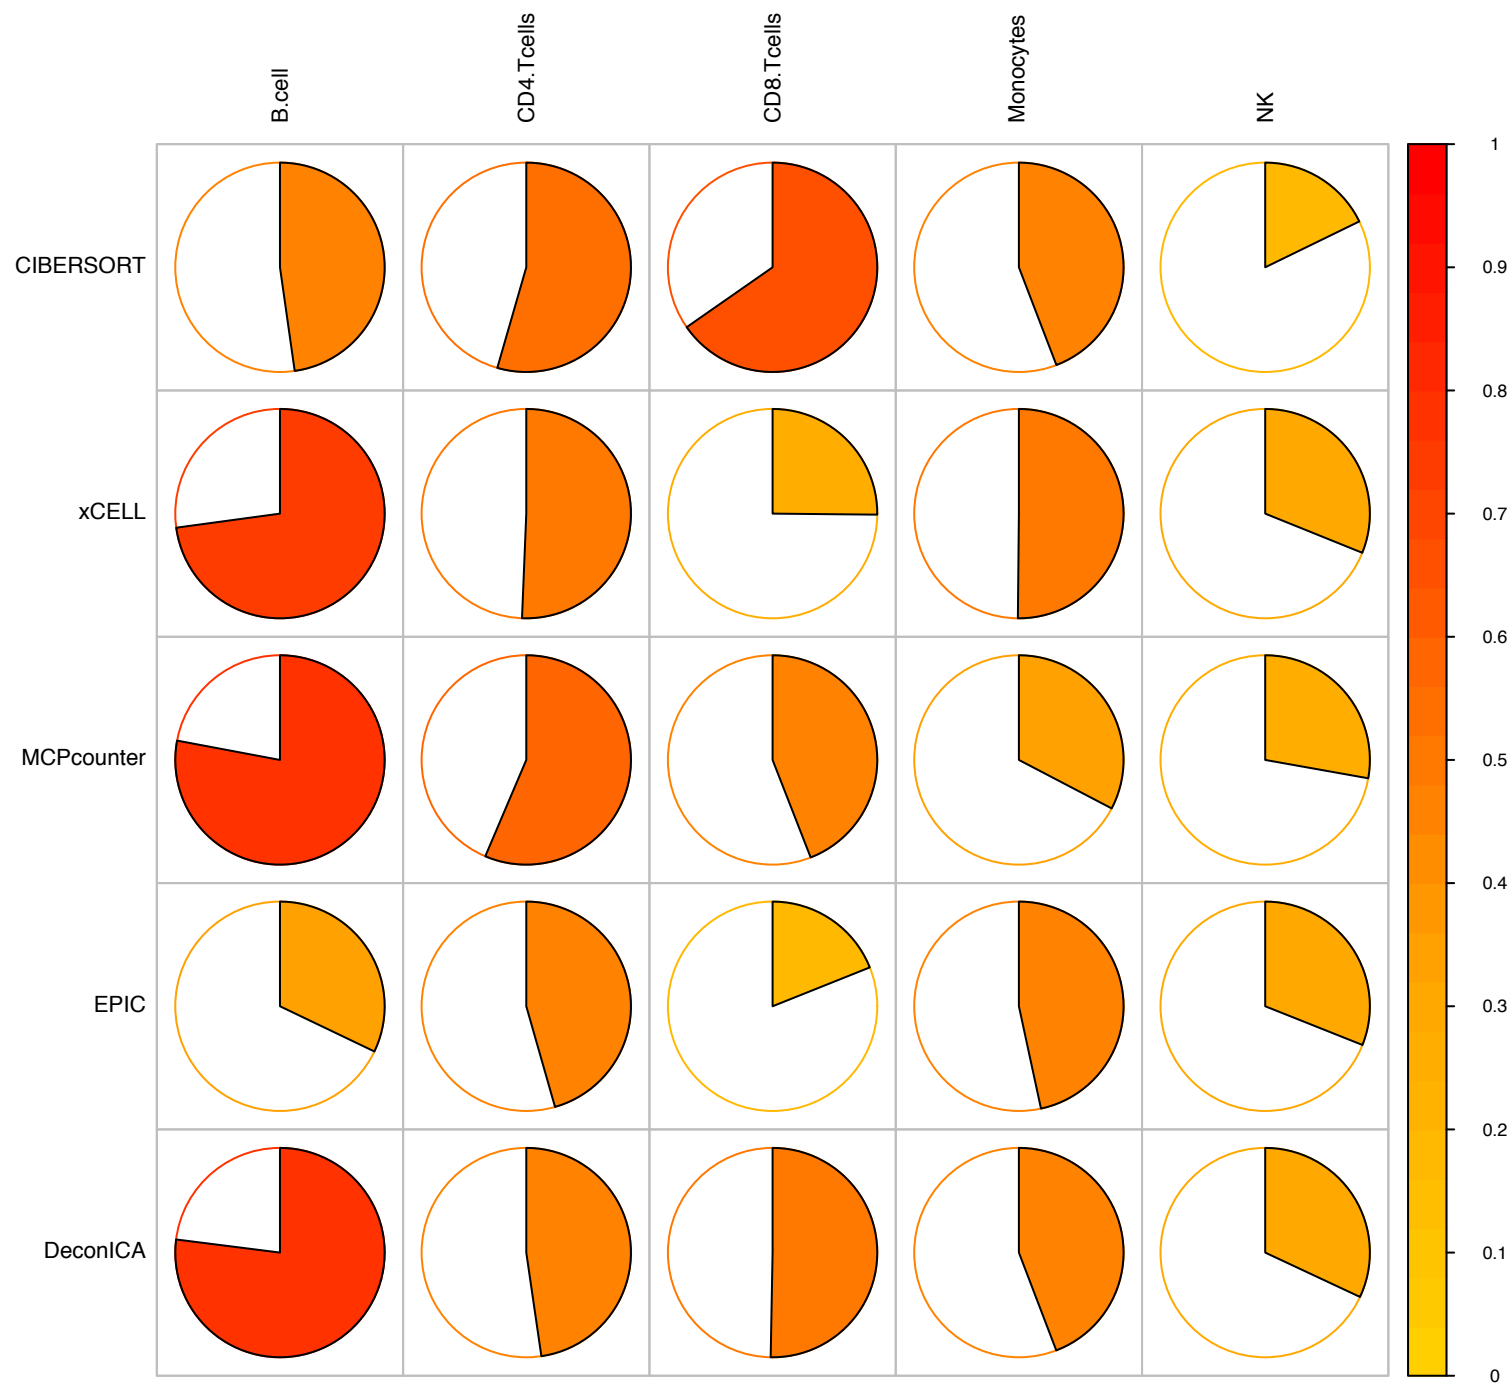 B.cell
CD4.Tcells
CD8.Tcells
Monocytes
NK
CIBERSORT
xCELL
MCPcounter
EPIC
DeconICA
1
0.9
0.8
0.7
0.6
0.5
0.4
0.3
0.2
0.1
0